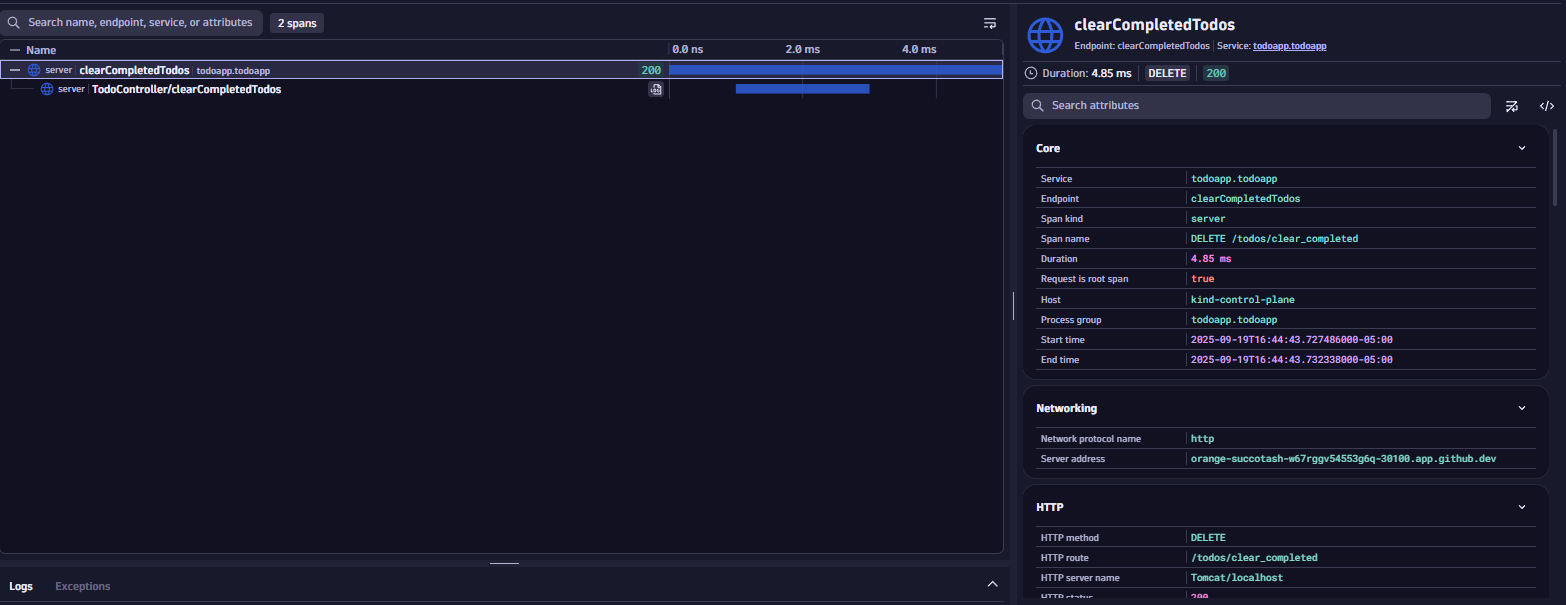 Search name, endpoint, service, or attributes 2 spans
Name 0.0 ns 2.0 ms 4.0 ms
server clearCompletedTodos todoapp.todoapp 200
server TodoController/clearCompletedTodos
Logs Exceptions
clearCompletedTodos
Endpoint: clearCompletedTodos Service: todoapp.todoapp
Duration: 4.85 ms DELETE 200
Search attributes
Core
Service todoapp.todoapp
Endpoint clearCompletedTodos
Span kind server
Span name DELETE /todos/clear_completed
Duration 4.85 ms
Request is root span true
Host kind-control-plane
Process group todoapp.todoapp
Start time 2025-09-19T16:44:43.727486000-05:00
End time 2025-09-19T16:44:43.732338000-05:00
Networking
Network protocol name http
Server address orange-succotash-w67rggv54553g6q-30100.app.github.dev
HTTP
HTTP method DELETE
HTTP route /todos/clear_completed
HTTP server name Tomcat/localhost
HTTP status 200